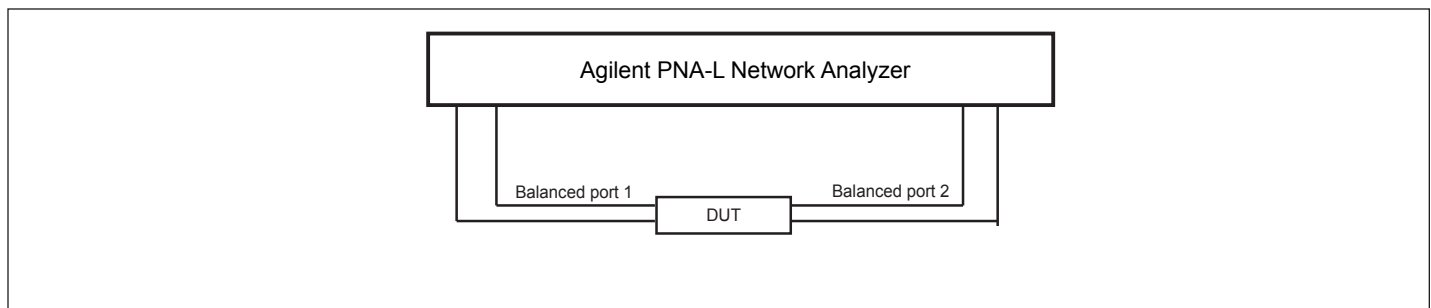 Agilent PNA-L Network Analyzer
Balanced port 1
Balanced port 2
DUT